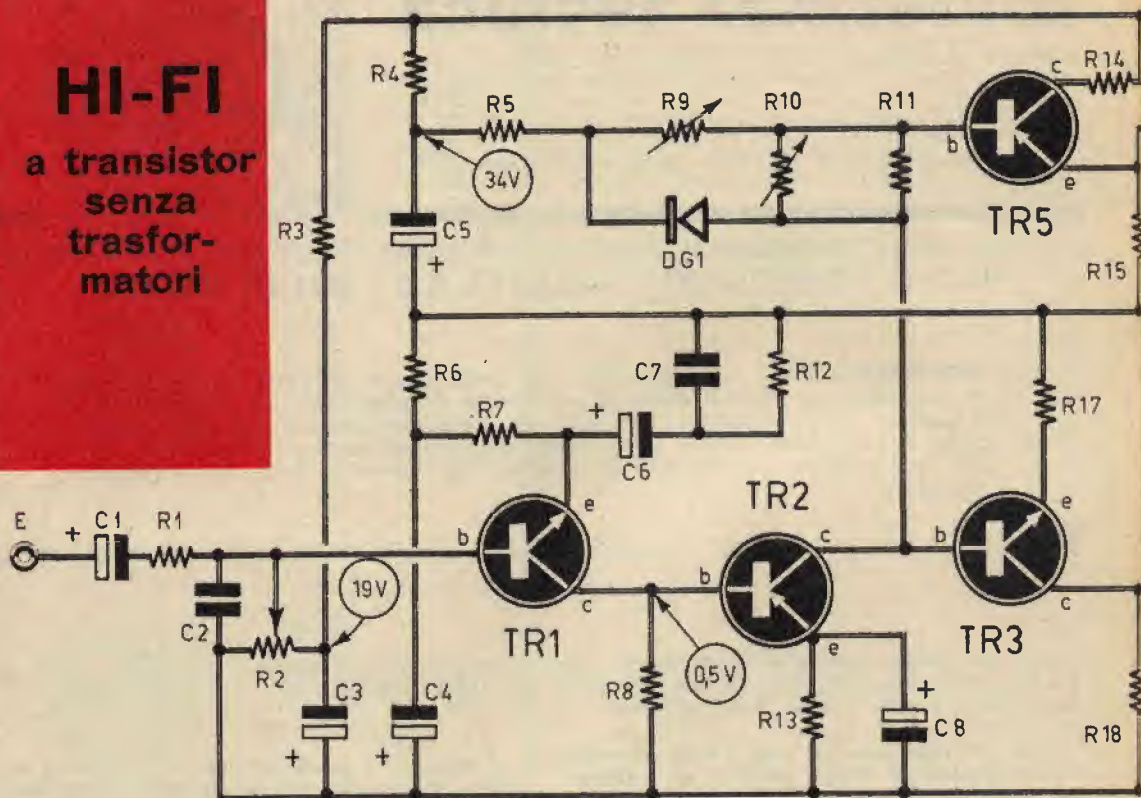 HI-FI
a transistor
senza
trasfor-
matori
R4
R5
R9
R10
R11
c
R14
b
e
TR5
34V
R3
C5
+
DG1
R15
R6
C7
R12
R17
R7
+
C6
TR2
E
+
C1
R1
b
e
c
b
e
19V
c
b
c
C2
TR1
TR3
R2
C3
C4
R8
0,5V
e
+
R13
C8
R18
+
+